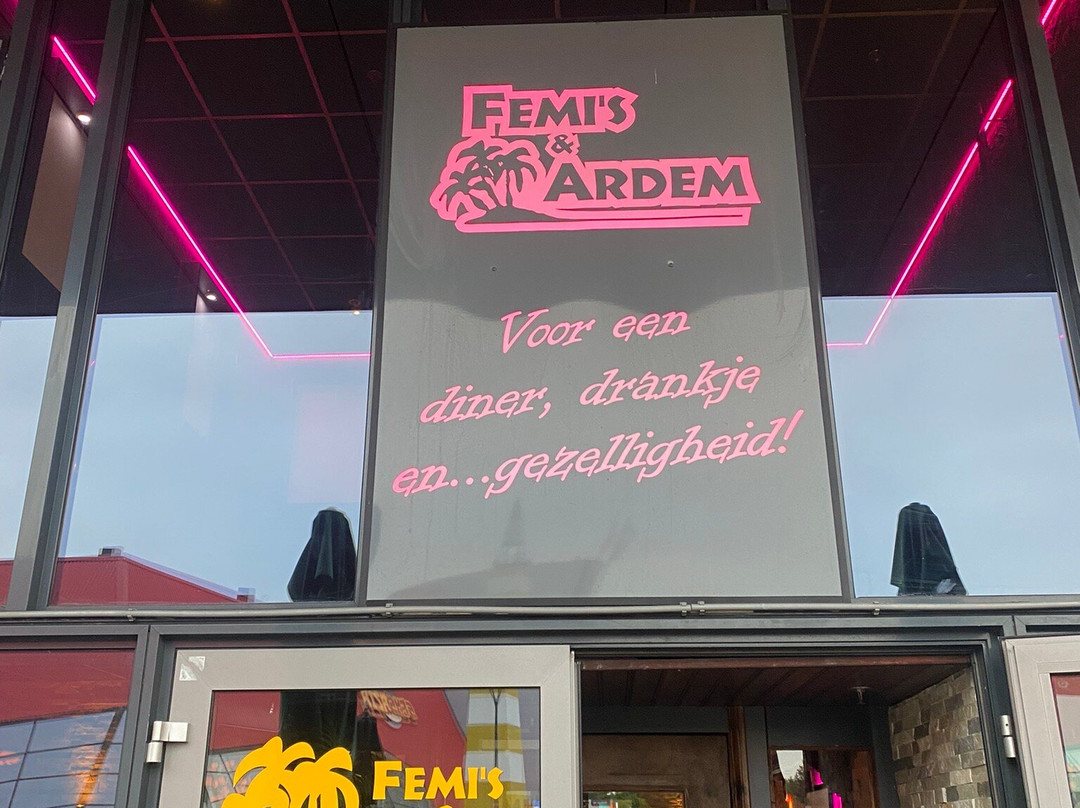 FEMI'S
&
ARDEM
Voor een
diner, drankje
en...gezelligheid!
FEMI'S